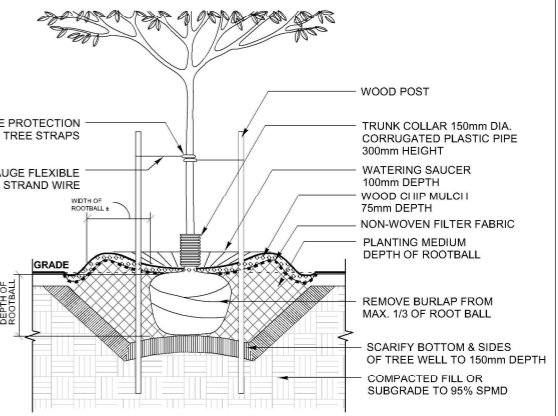 E PROTECTION
TREE STRAPS
AUGE FLEXIBLE
STRAND WIRE
WIDTH OF
ROOTBALL ±
GRADE
DEPTH OF
ROOTBALL
WOOD POST
TRUNK COLLAR 150mm DIA.
CORRUGATED PLASTIC PIPE
300mm HEIGHT
WATERING SAUCER
100mm DEPTH
WOOD CHIP MULCH
75mm DEPTH
NON-WOVEN FILTER FABRIC
PLANTING MEDIUM
DEPTH OF ROOTBALL
REMOVE BURLAP FROM
MAX. 1/3 OF ROOT BALL
SCARIFY BOTTOM & SIDES
OF TREE WELL TO 150mm DEPTH
COMPACTED FILL OR
SUBGRADE TO 95% SPMD